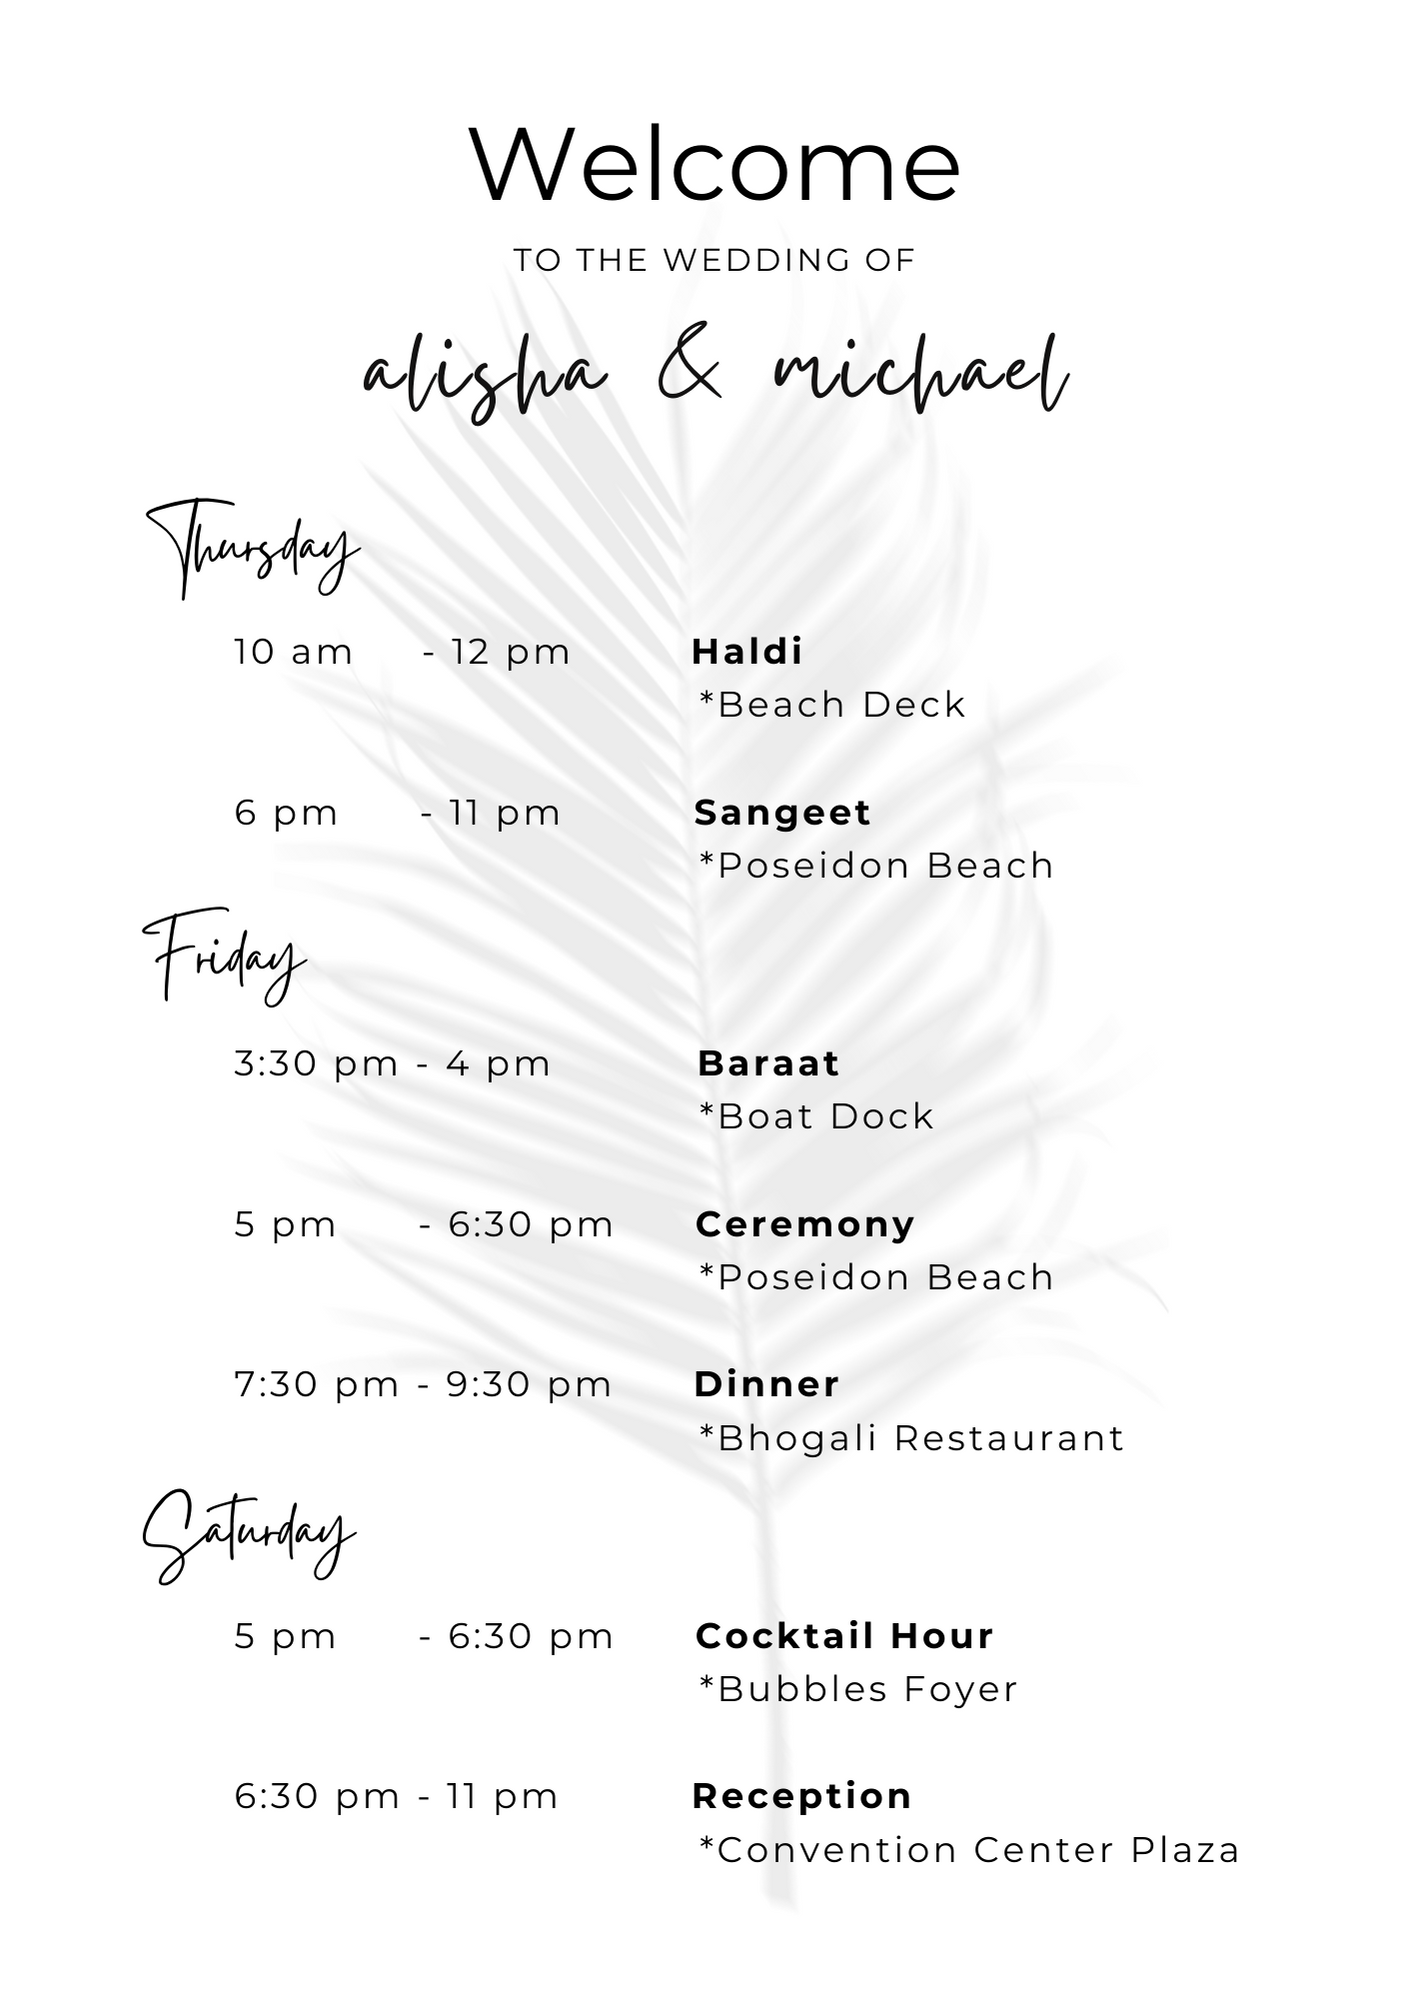 Welcome
TO THE WEDDING OF
alisha & michael
Thursday
10 am - 12 pm Haldi
*Beach Deck
6 pm - 11 pm Sangeet
*Poseidon Beach
Friday
3:30 pm - 4 pm Baraat
*Boat Dock
5 pm - 6:30 pm Ceremony
*Poseidon Beach
7:30 pm - 9:30 pm Dinner
*Bhogali Restaurant
Saturday
5 pm - 6:30 pm Cocktail Hour
*Bubbles Foyer
6:30 pm - 11 pm Reception
*Convention Center Plaza